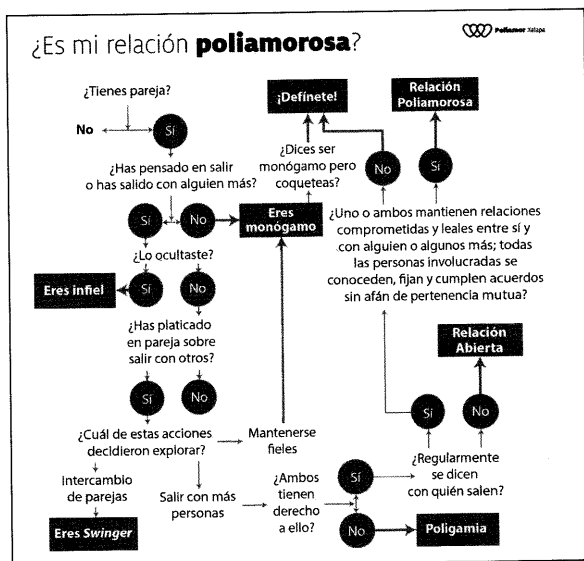 ¿Es mi relación poliamorosa?
Poliamor Xalapa
¿Tienes pareja?
No
Sí
¿Has pensado en salir
o has salido con alguien más?
Sí
No
Eres
monógamo
¿Dices ser
monógamo pero
coqueteas?
¡Defínete!
¿Lo ocultaste?
Sí
Eres infiel
No
¿Has platicado
en pareja sobre
salir con otros?
Sí
No
¿Cuál de estas acciones
decidieron explorar?
Mantenerse
fieles
Intercambio
de parejas
Eres Swinger
Salir con más
personas
¿Ambos
tienen
derecho
a ello?
Sí
No
Poligamia
¿Regularmente
se dicen
con quién salen?
Sí
No
Relación
Abierta
¿Uno o ambos mantienen relaciones
comprometidas y leales entre sí y
con alguien o algunos más; todas
las personas involucradas se
conoceden, fijan y cumplen acuerdos
sin afán de pertenencia mutua?
No
Sí
Relación
Poliamorosa